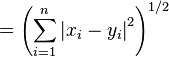 = \left( \sum_{i=1}^{n} |x_i - y_i|^2 \right)^{1/2}